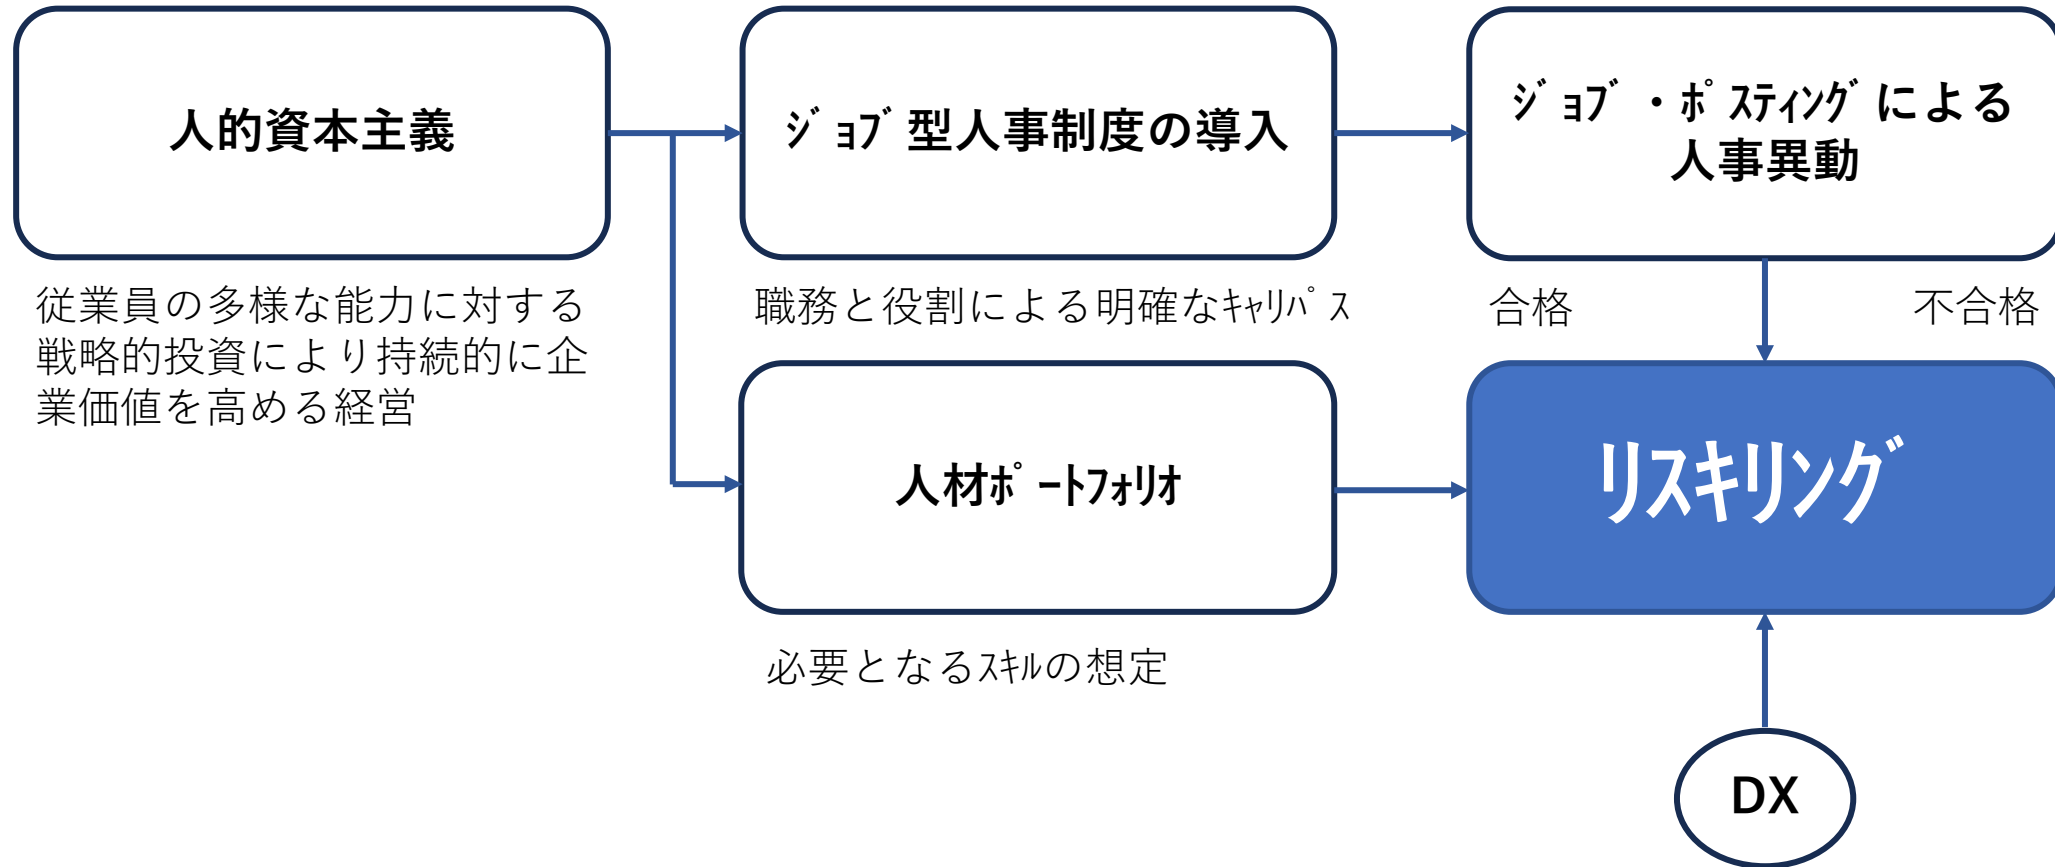 人的資本主義
ｼﾞｮﾌﾞ型人事制度の導入
ｼﾞｮﾌﾞ・ﾎﾟｽﾃｨﾝｸﾞによる
人事異動
従業員の多様な能力に対する
戦略的投資により持続的に企
業価値を高める経営
職務と役割による明確なｷｬﾘﾊﾟｽ
合格
不合格
人材ﾎﾟｰﾄﾌｫﾘｵ
ﾘｽｷﾘﾝｸﾞ
必要となるｽｷﾙの想定
DX